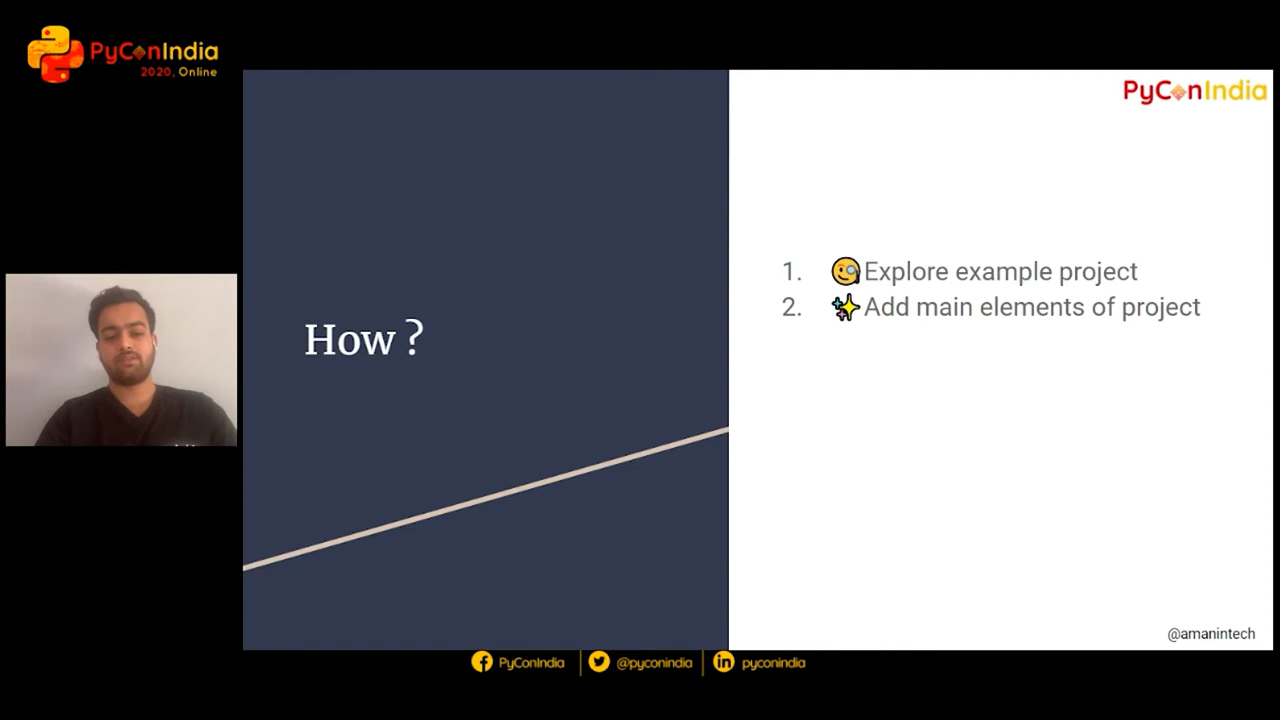 PyConIndia
2020, Online
PyConIndia
How ?
1. 🧐Explore example project
2. ✨Add main elements of project
@amanintech
PyConIndia
@pyconindia
pyconindia